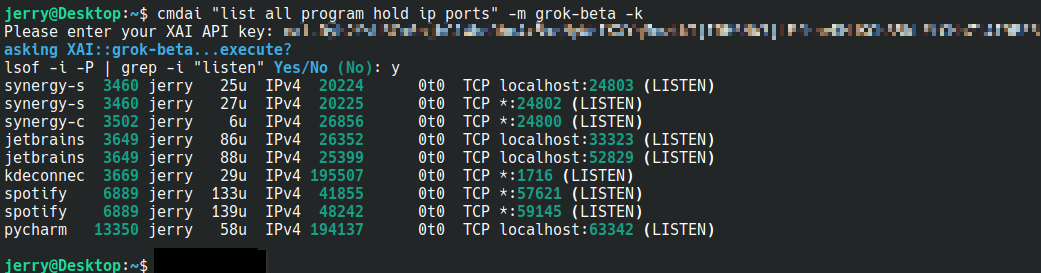 jerry@Desktop:~$ cmdai "list all program hold ip ports" -m grok-beta -k
Please enter your XAI API key:
asking XAI::grok-beta...execute?
lsof -i -P | grep -i "listen" Yes/No (No): y
synergy-s  3460 jerry   25u  IPv4  20224      0t0  TCP localhost:24803 (LISTEN)
synergy-s  3460 jerry   27u  IPv4  20225      0t0  TCP *:24802 (LISTEN)
synergy-c  3502 jerry    6u  IPv4  26856      0t0  TCP *:24800 (LISTEN)
jetbrains  3649 jerry   86u  IPv4  26352      0t0  TCP localhost:33323 (LISTEN)
jetbrains  3649 jerry   88u  IPv4  25399      0t0  TCP localhost:52829 (LISTEN)
kdeconnec  3669 jerry   29u  IPv4 195507      0t0  TCP *:1716 (LISTEN)
spotify    6889 jerry  133u  IPv4  41855      0t0  TCP *:57621 (LISTEN)
spotify    6889 jerry  139u  IPv4  48242      0t0  TCP *:59145 (LISTEN)
pycharm   13350 jerry   58u  IPv4 194137      0t0  TCP localhost:63342 (LISTEN)
jerry@Desktop:~$